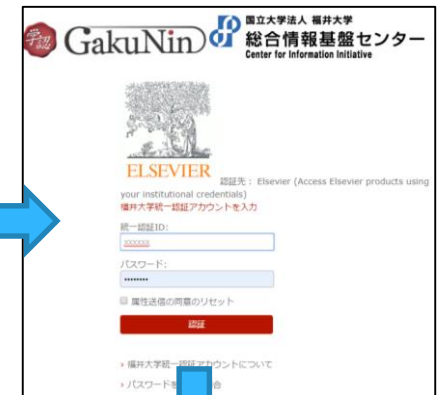 学認 GakuNin
国立大学法人 福井大学
総合情報基盤センター
Center for Information Initiative
ELSEVIER
認証先： Elsevier (Access Elsevier products using
your institutional credentials)
福井大学統一認証アカウントを入力
統一認証ID:
xxxxxx
パスワード:
••••••••
属性送信の同意のリセット
認証
› 福井大学統一認証アカウントについて
› パスワードを 合